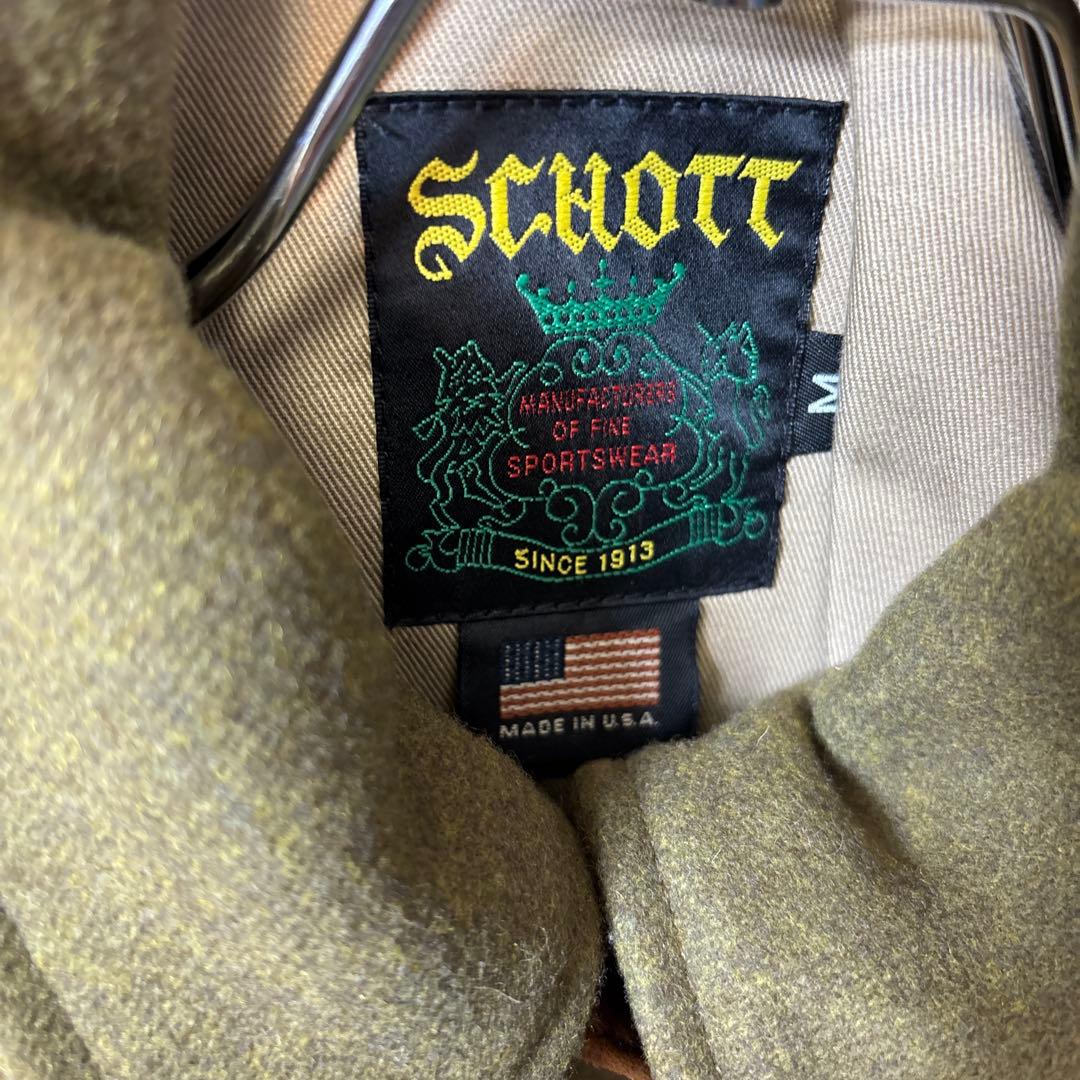 SCHOTT
MANUFACTURERS
OF FINE
SPORTSWEAR
SINCE 1913
M
MADE IN U.S.A.